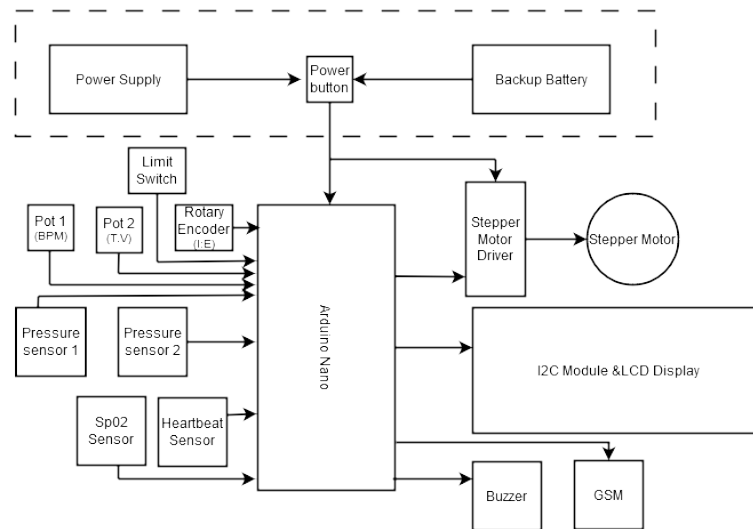 Power Supply
Power
button
Backup Battery
Limit
Switch
Pot 1
(BPM)
Pot 2
(T.V)
Rotary
Encoder
(I:E)
Stepper
Motor
Driver
Stepper Motor
Arduino Nano
Pressure
sensor 1
Pressure
sensor 2
I2C Module &LCD Display
Sp02
Sensor
Heartbeat
Sensor
Buzzer
GSM